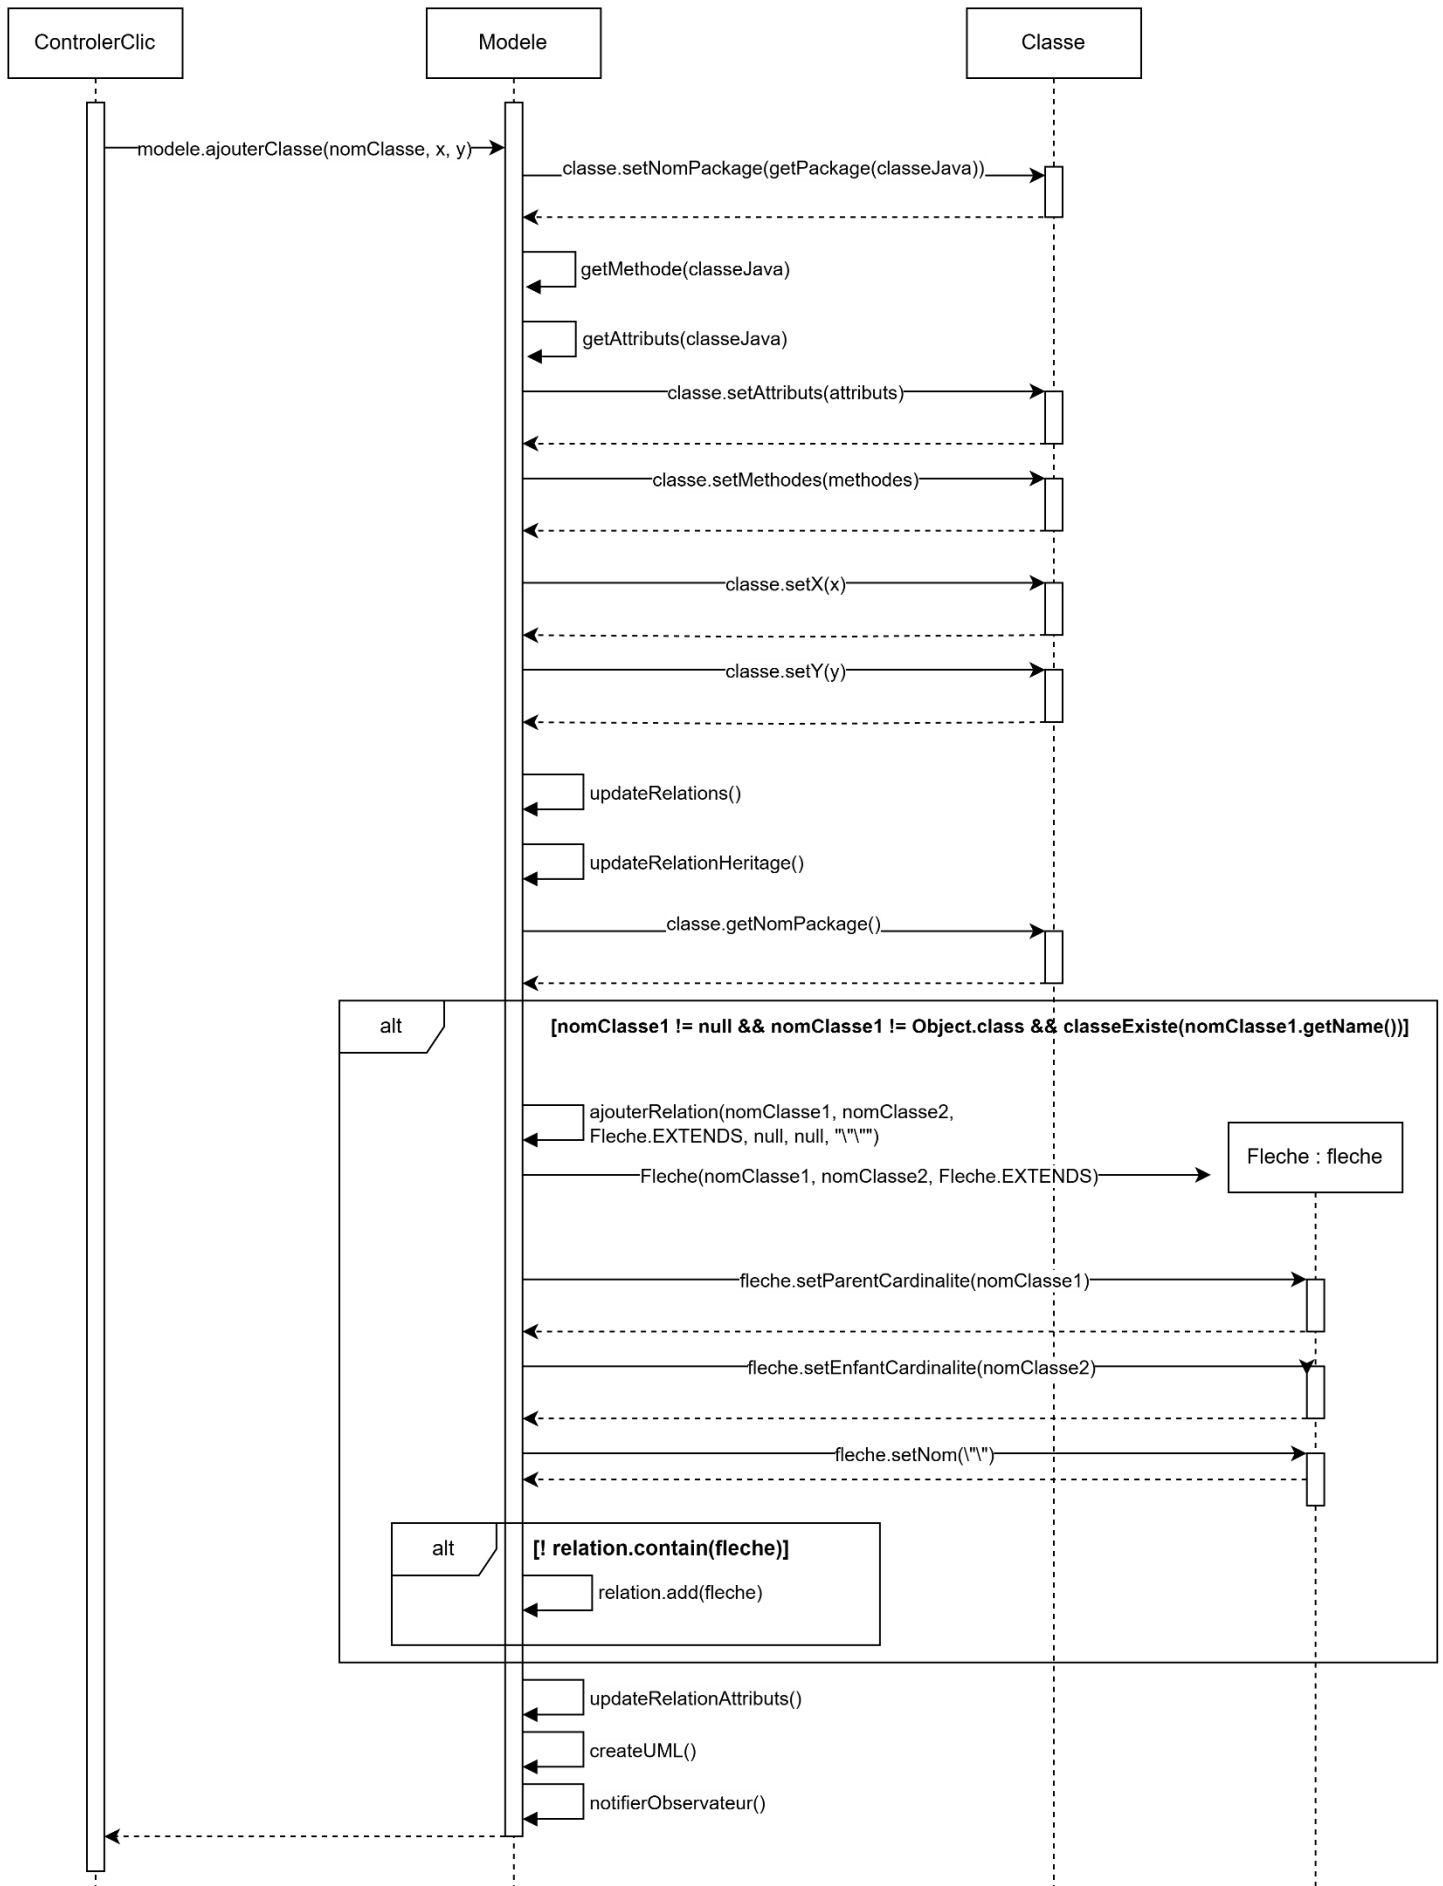 ControlerClic
Modele
Classe
modele.ajouterClasse(nomClasse, x, y)
classe.setNomPackage(getPackage(classeJava))
getMethode(classeJava)
getAttributs(classeJava)
classe.setAttributs(attributs)
classe.setMethodes(methodes)
classe.setX(x)
classe.setY(y)
updateRelations()
updateRelationHeritage()
classe.getNomPackage()
alt
[nomClasse1 != null && nomClasse1 != Object.class && classeExiste(nomClasse1.getName())]
ajouterRelation(nomClasse1, nomClasse2,
Fleche.EXTENDS, null, null, "\"\"")
Fleche : fleche
Fleche(nomClasse1, nomClasse2, Fleche.EXTENDS)
fleche.setParentCardinalite(nomClasse1)
fleche.setEnfantCardinalite(nomClasse2)
fleche.setNom(\"\")
alt
[! relation.contain(fleche)]
relation.add(fleche)
updateRelationAttributs()
createUML()
notifierObservateur()